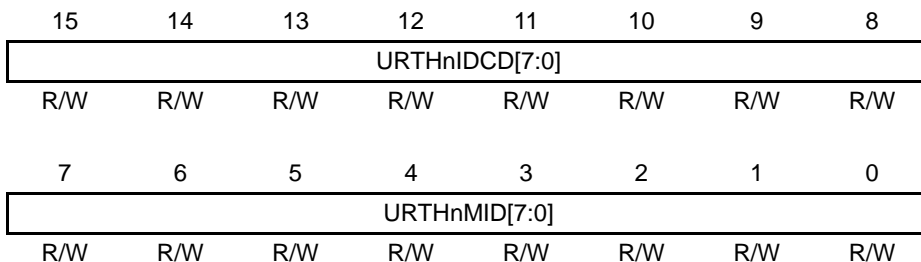 15 14 13 12 11 10 9 8
URTHnIDCD[7:0]
R/W R/W R/W R/W R/W R/W R/W R/W
7 6 5 4 3 2 1 0
URTHnMID[7:0]
R/W R/W R/W R/W R/W R/W R/W R/W